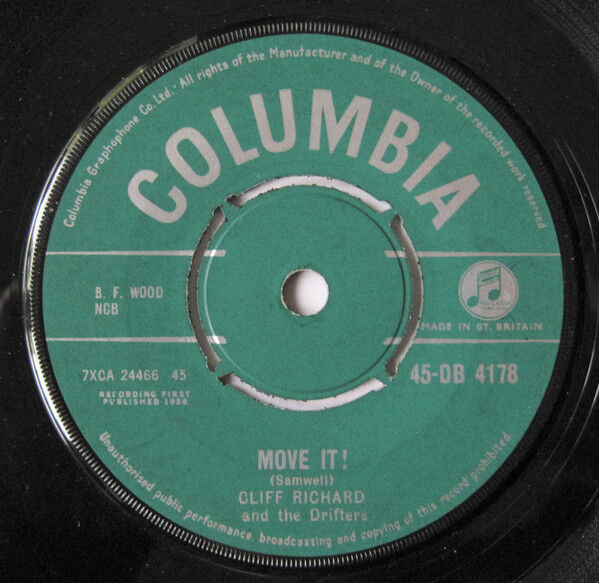 Columbia Graphophone Co. Ltd. · All rights of the Manufacturer and of the Owner of the recorded work reserved
COLUMBIA
B. F. WOOD
NCB
MADE IN GT. BRITAIN
7XCA 24466 45
45-DB 4178
RECORDING FIRST
PUBLISHED 1958
MOVE IT!
(Samwell)
CLIFF RICHARD
and the Drifters
Unauthorised public performance, broadcasting and copying of this record prohibited